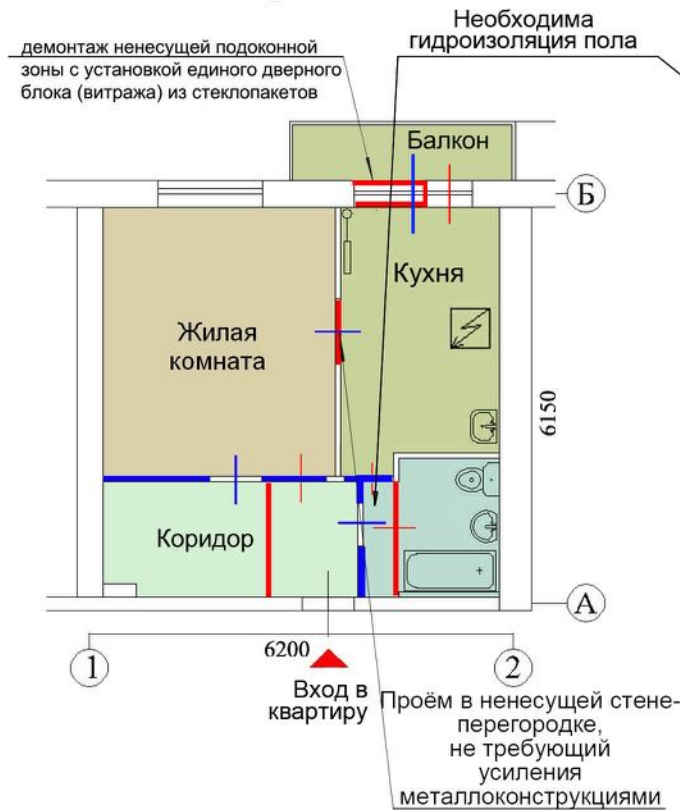 Необходима
гидроизоляция пола
демонтаж ненесущей подоконной
зоны с установкой единого дверного
блока (витража) из стеклопакетов
Балкон
Б
Кухня
Жилая
комната
6150
Коридор
А
6200
1
2
Вход в
квартиру
Проём в ненесущей стене-
перегородке,
не требующий
усиления
металлоконструкциями